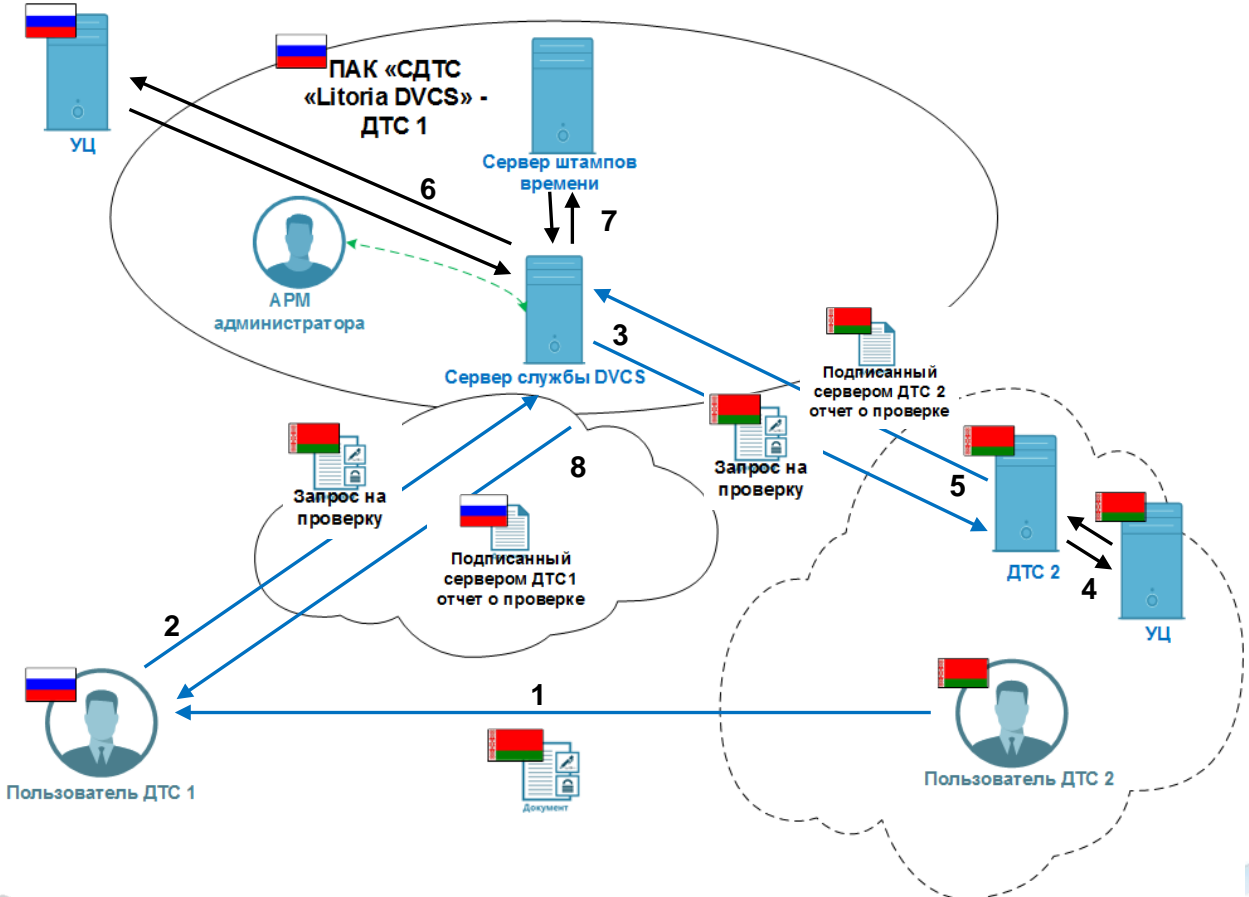 ПАК «СДТС
«Litoria DVCS» -
ДТС 1
УЦ
Сервер штампов
времени
6
7
АРМ
администратора
3
Сервер службы DVCS
Подписанный
сервером ДТС 2
отчет о проверке
Запрос на
проверку
8
Запрос на
проверку
5
Подписанный
сервером ДТС1
отчет о проверке
ДТС 2
4
УЦ
2
1
Пользователь ДТС 1
Документ
Пользователь ДТС 2